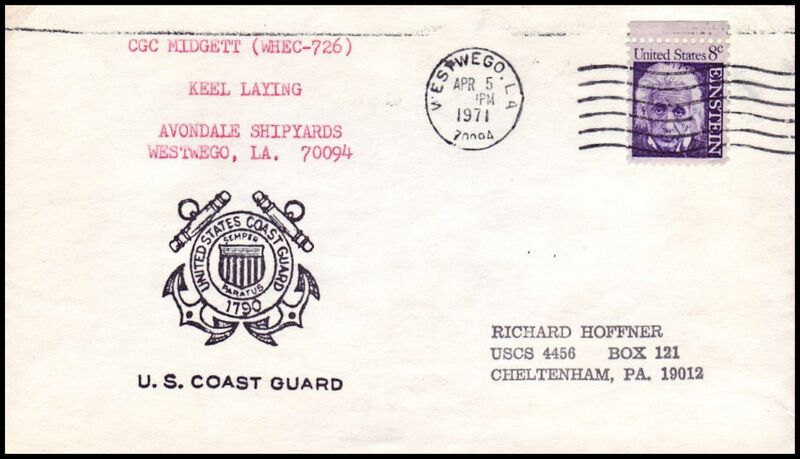 CGC MIDGETT (WHEC-726)
KEEL LAYING
AVONDALE SHIPYARDS
WESTWEGO, LA. 70094
WESTWEGO, LA
APR 5
PM
1971
70094
United States 8c
EINSTEIN
UNITED STATES COAST GUARD
SEMPER
PARATUS
1790
U. S. COAST GUARD
RICHARD HOFFNER
USCS 4456 BOX 121
CHELTENHAM, PA. 19012